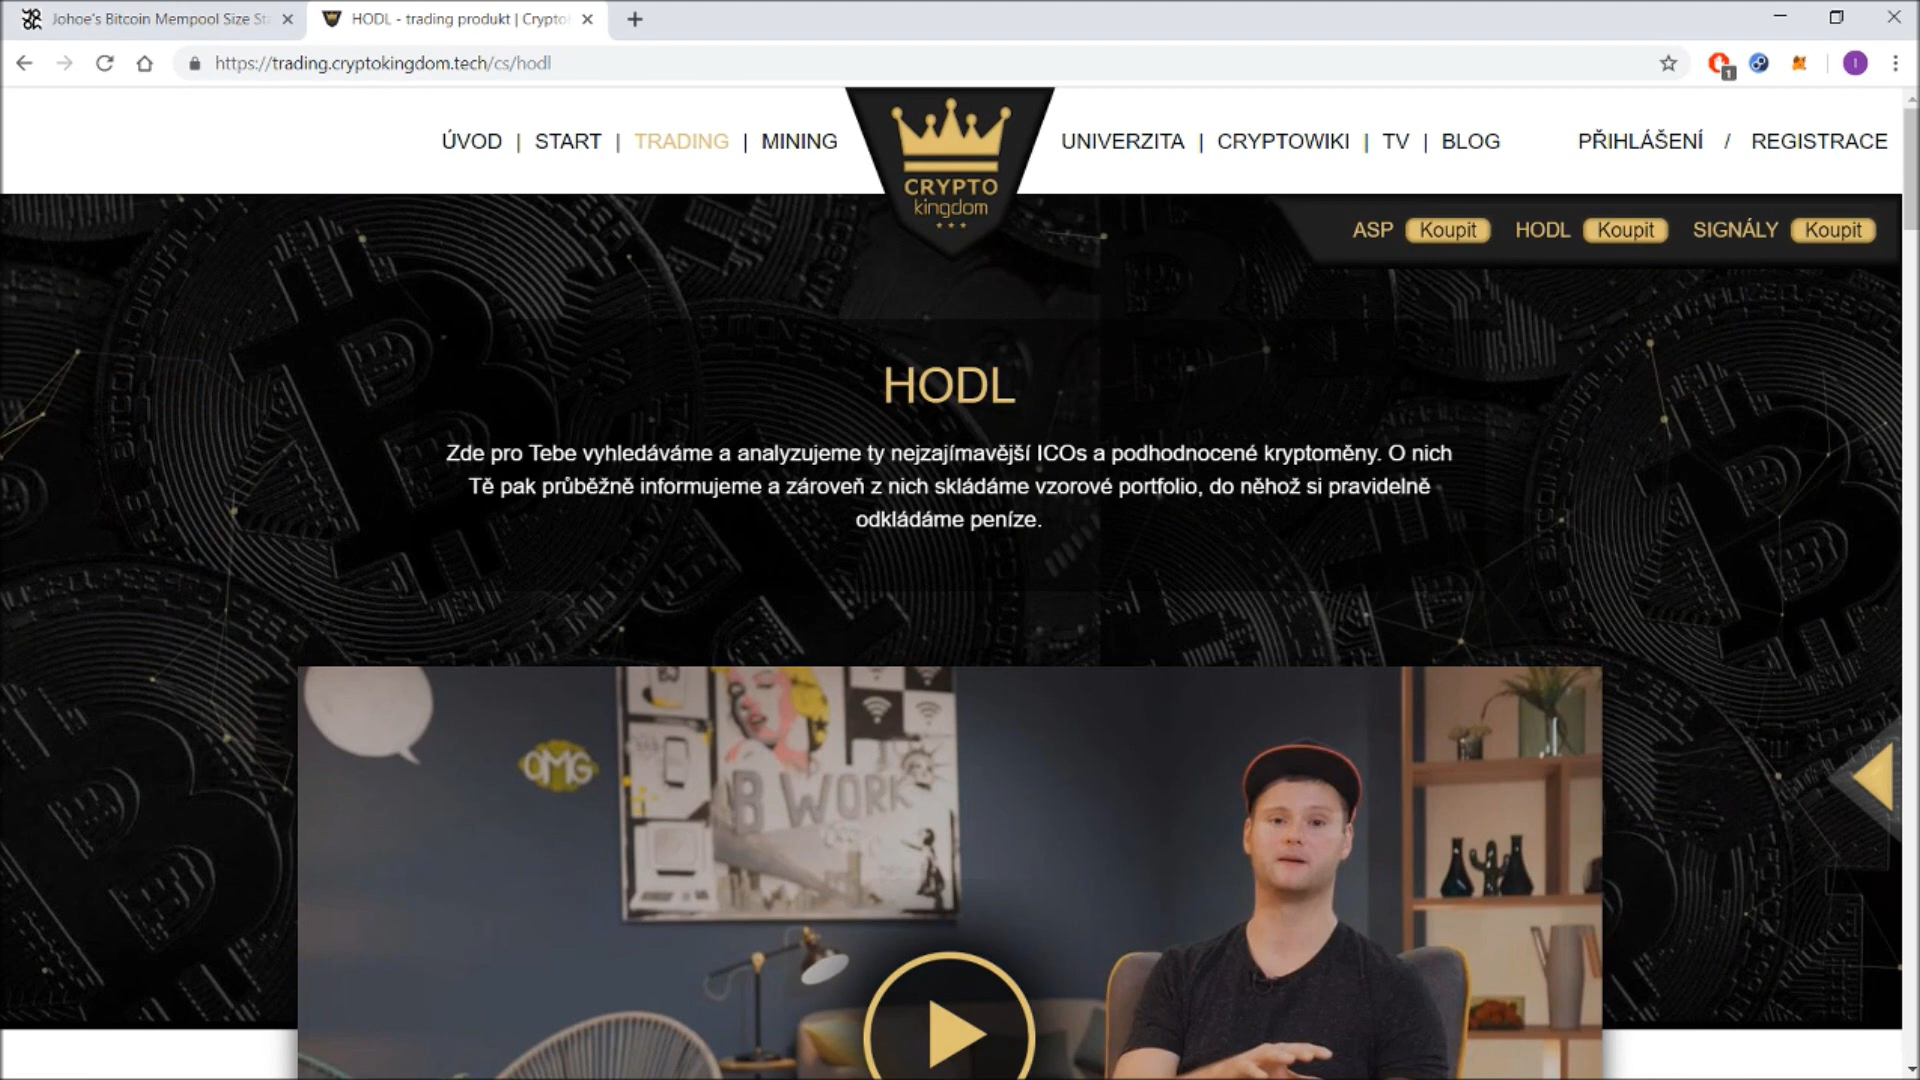 Johoe's Bitcoin Mempool Size Sta
HODL - trading produkt | Crypto
https://trading.cryptokingdom.tech/cs/hodl
1
I
ÚVOD | START | TRADING | MINING
CRYPTO
kingdom
UNIVERZITA | CRYPTOWIKI | TV | BLOG
PŘIHLÁŠENÍ / REGISTRACE
ASP Koupit HODL Koupit SIGNÁLY Koupit
HODL
Zde pro Tebe vyhledáváme a analyzujeme ty nejzajímavější ICOs a podhodnocené kryptoměny. O nich
Tě pak průběžně informujeme a zároveň z nich skládáme vzorové portfolio, do něhož si pravidelně
odkládáme peníze.
OMG
B WORK